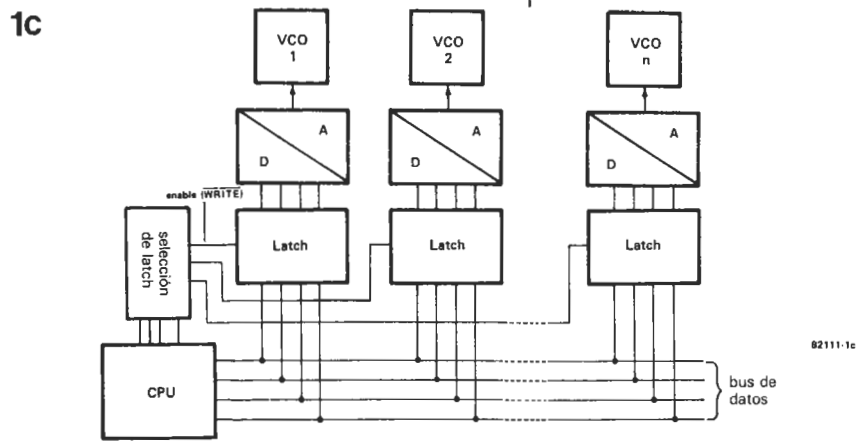 1c
VCO
1
VCO
2
VCO
n
D
A
D
A
D
A
enable (WRITE)
selección
de latch
Latch
Latch
Latch
82111-1c
CPU
bus de
datos